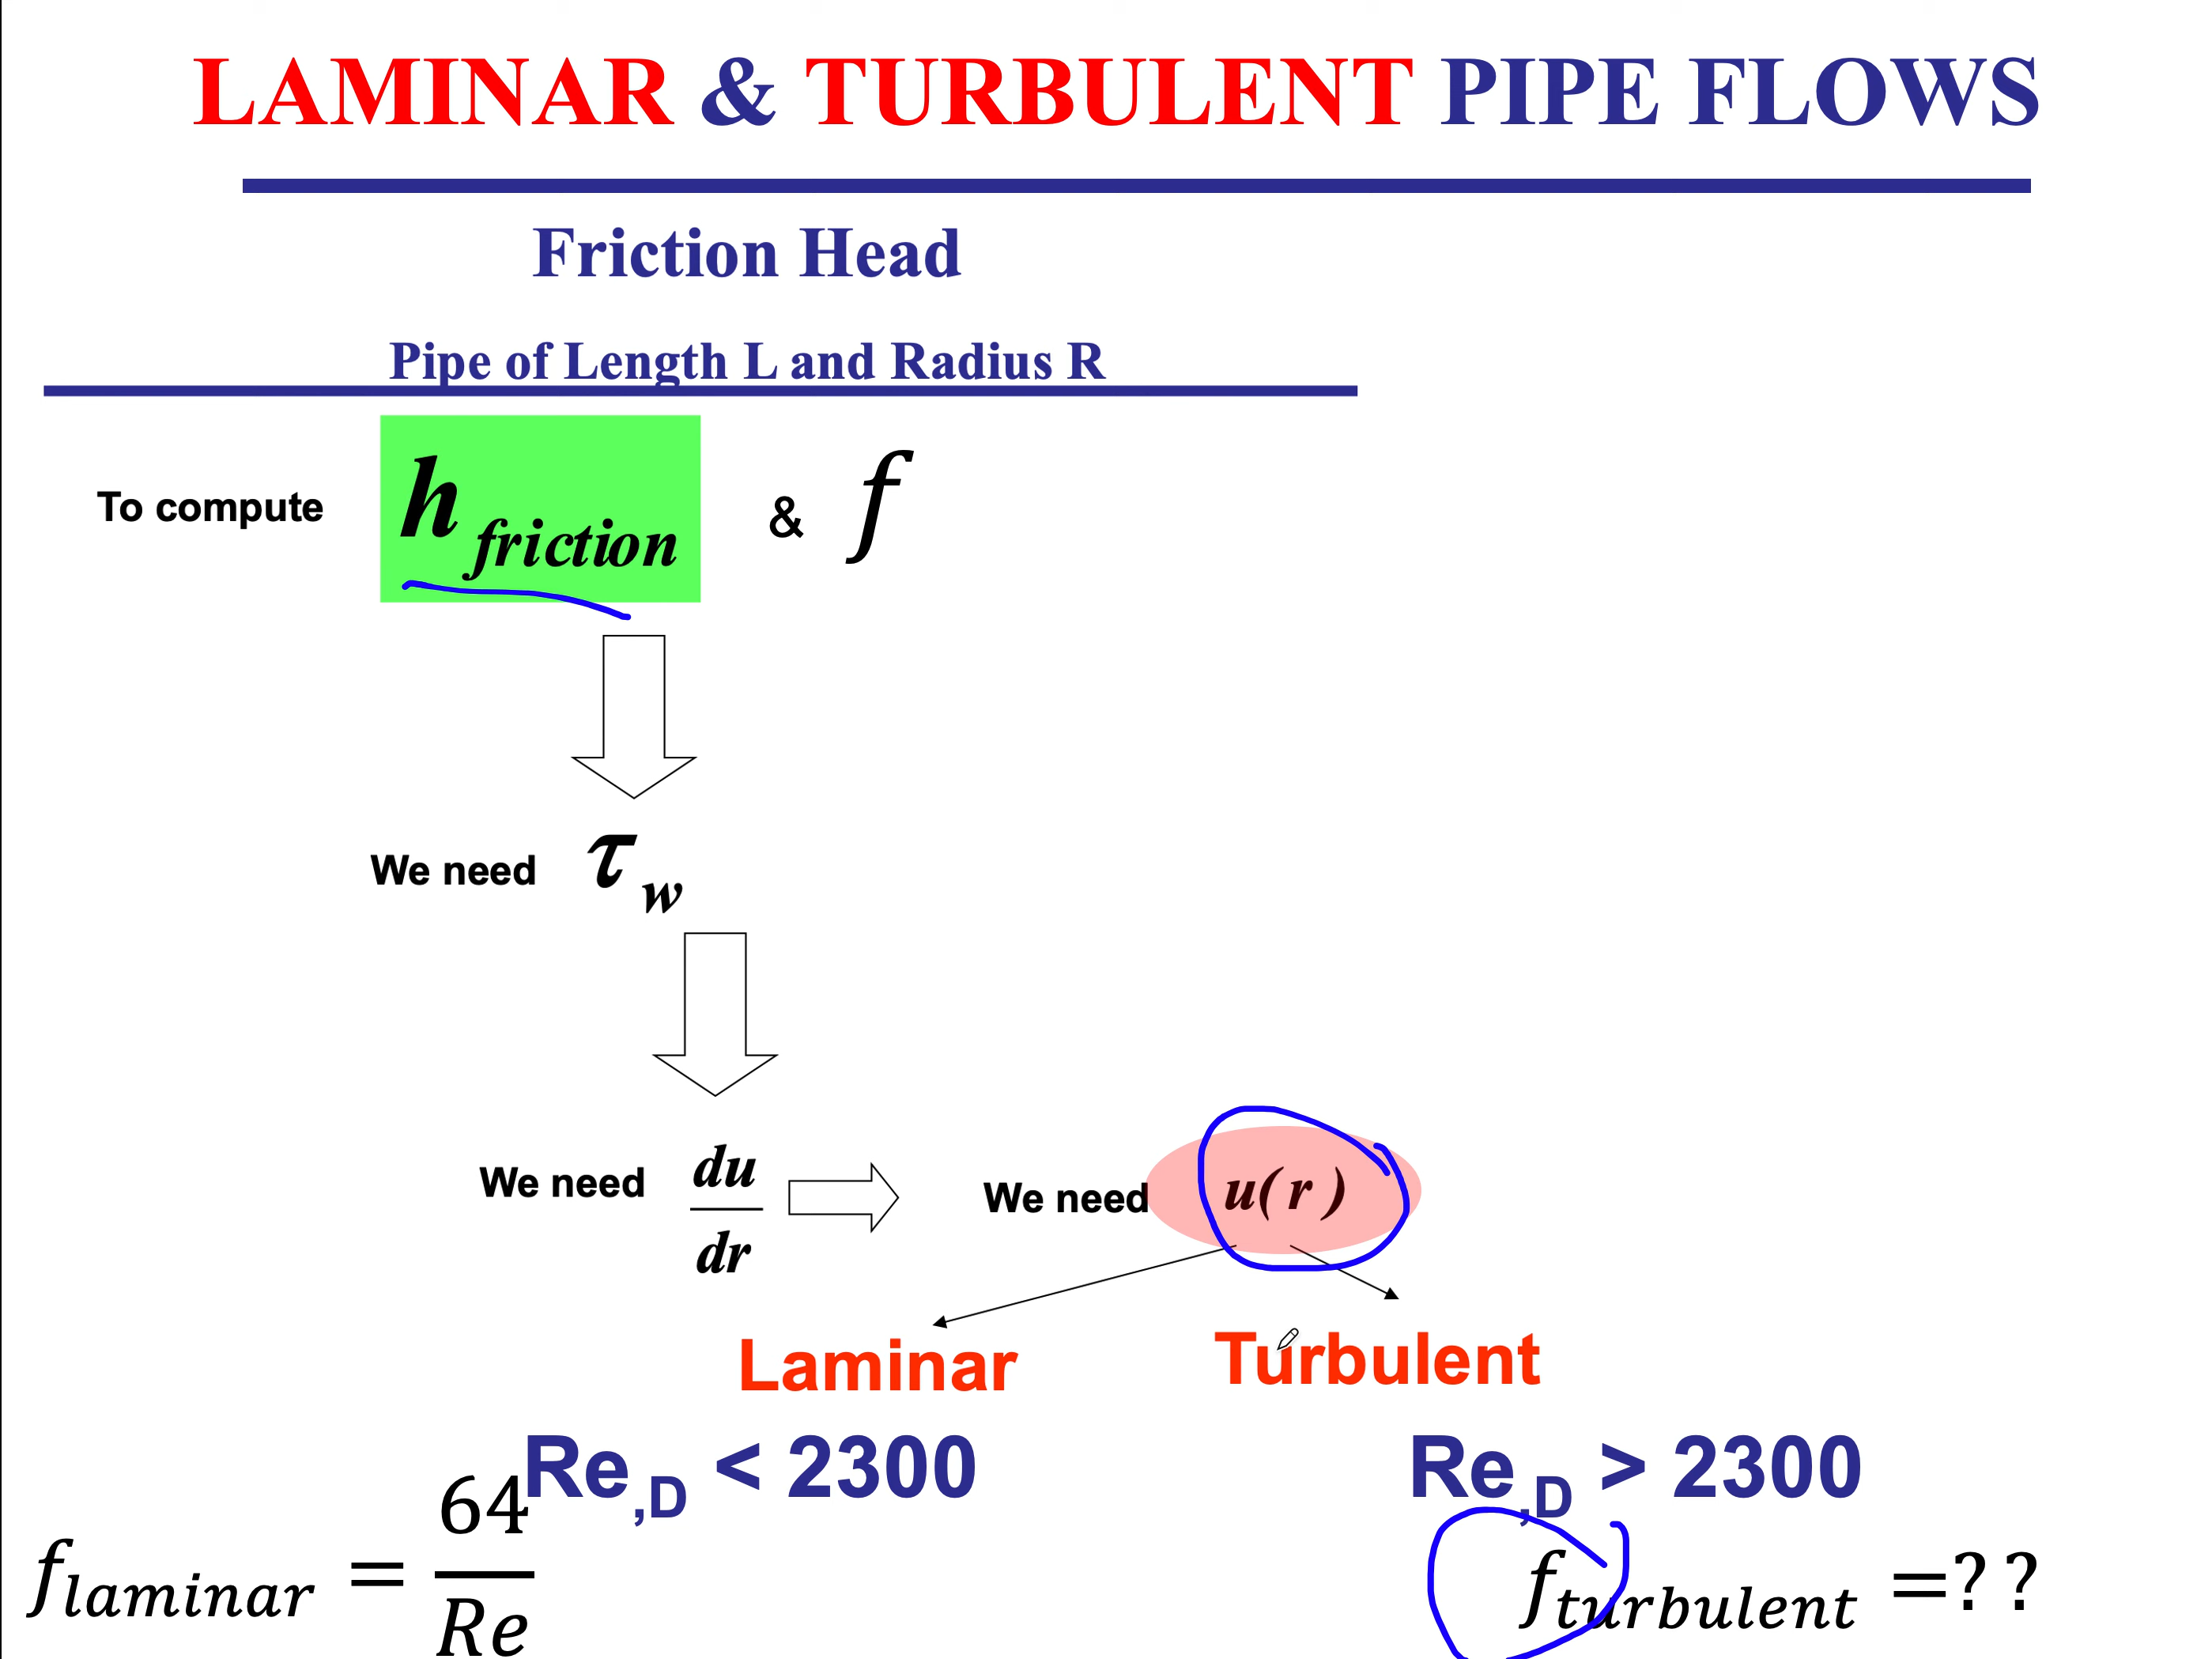 LAMINAR & TURBULENT PIPE FLOWS
Friction Head
Pipe of Length L and Radius R
To compute h friction & f
We need τ w
We need du/dr We need u(r)
Laminar Turbulent
Re,D < 2300 Re,D > 2300
f laminar = 64/Re f turbulent =??